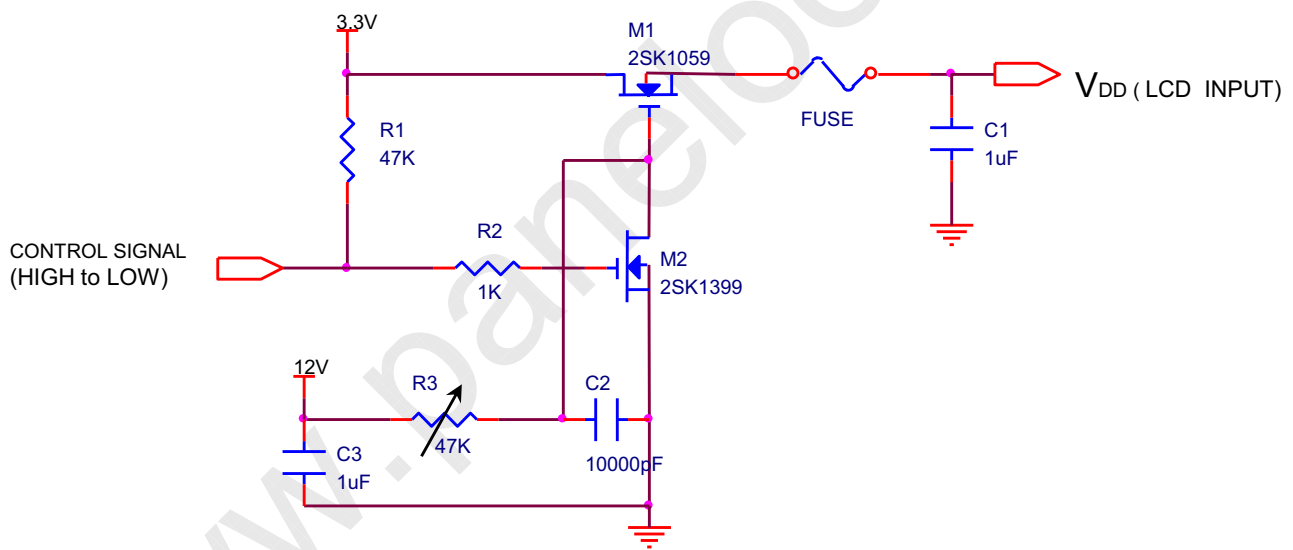 3.3V
M1
2SK1059
VDD ( LCD INPUT)
FUSE
R1
47K
C1
1uF
CONTROL SIGNAL
(HIGH to LOW)
R2
1K
M2
2SK1399
12V
R3
47K
C2
10000pF
C3
1uF